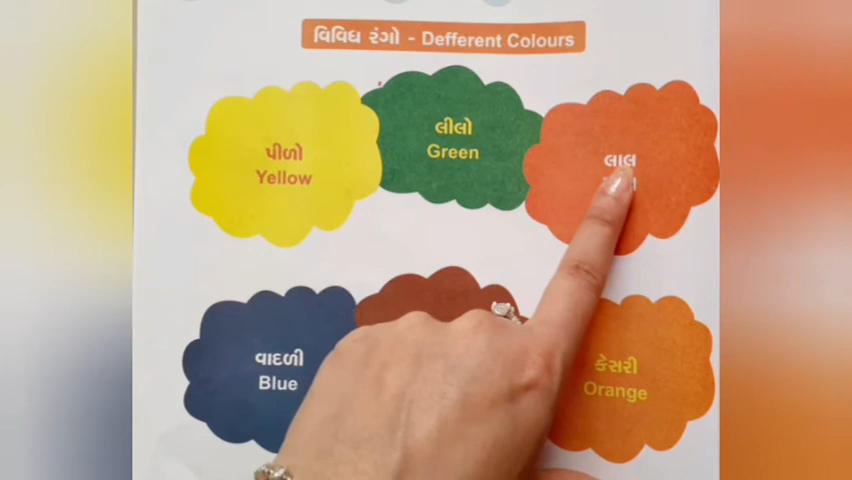 વિવિધ રંગો - Defferent Colours
પીળો
Yellow
લીલો
Green
લાલ
વાદળી
Blue
કેસરી
Orange